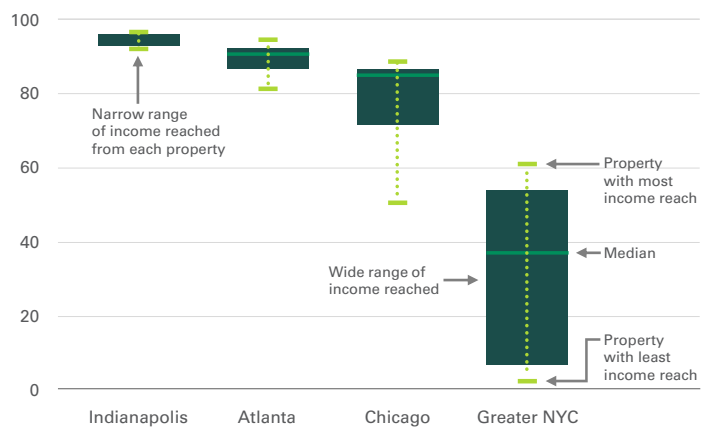 100
80
60
40
20
0
Narrow range
of income reached
from each property
Wide range of
income reached
Property
with most
income reach
Median
Property
with least
income reach
Indianapolis
Atlanta
Chicago
Greater NYC